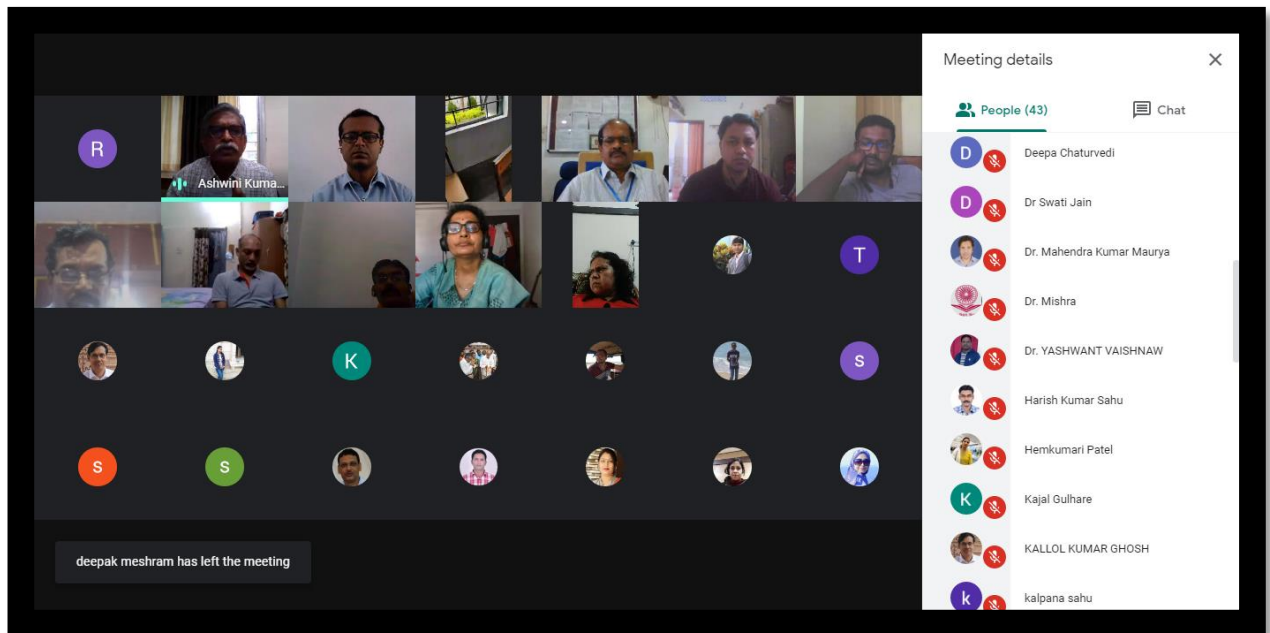 Meeting details
People (43)
Chat
R
Ashwini Kuma...
T
K
S
S
S
deepak meshram has left the meeting
D
Deepa Chaturvedi
D
Dr Swati Jain
Dr. Mahendra Kumar Maurya
Dr. Mishra
Dr. YASHWANT VAISHNAW
Harish Kumar Sahu
Hemkumari Patel
K
Kajal Gulhare
KALLOL KUMAR GHOSH
k
kalpana sahu